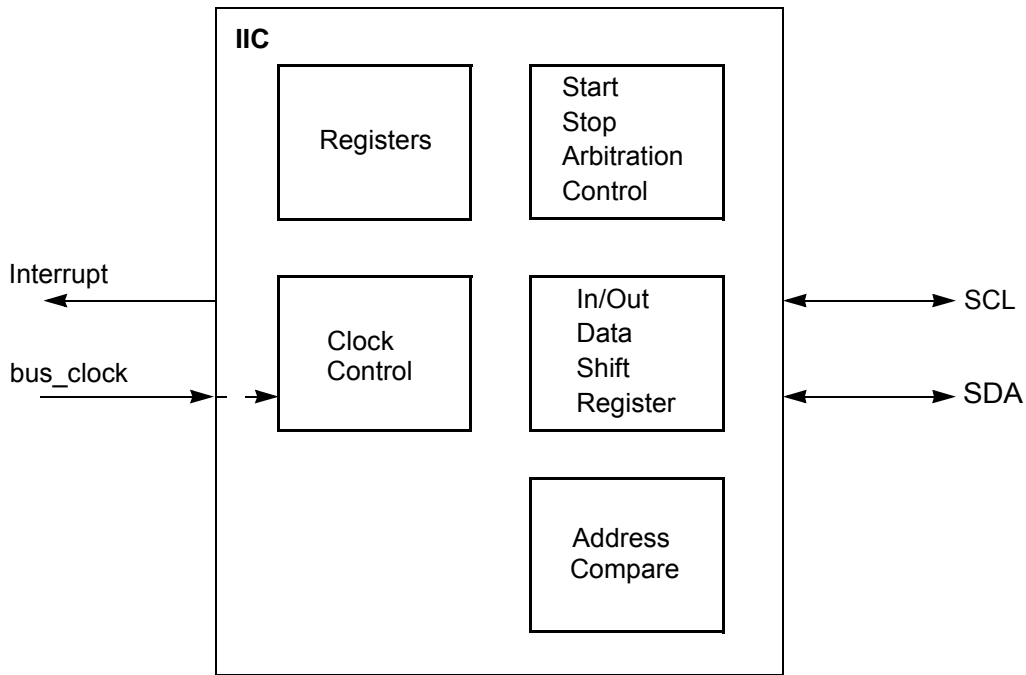 IIC
Registers
Start
Stop
Arbitration
Control
Interrupt
bus_clock
Clock
Control
In/Out
Data
Shift
Register
SCL
SDA
Address
Compare